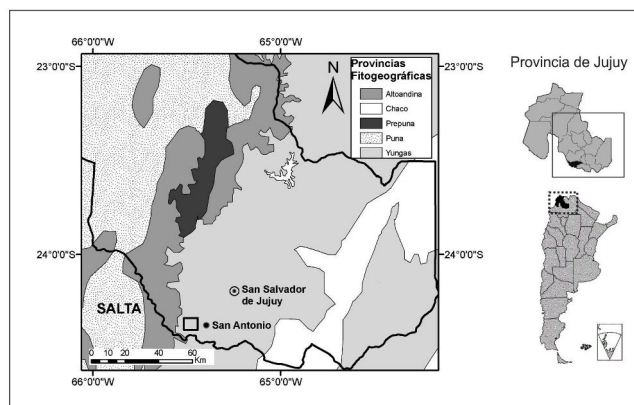 66°0'0"O
65°0'0"O
23°0'0"S
23°0'0"S
N
Provincias
Fitogeográficas
Altoandina
Chaco
Prepuna
Puna
Yungas
24°0'0"S
24°0'0"S
San Salvador
de Jujuy
SALTA
San Antonio
0 10 20 40 60
Km
66°0'0"O
65°0'0"O
Provincia de Jujuy